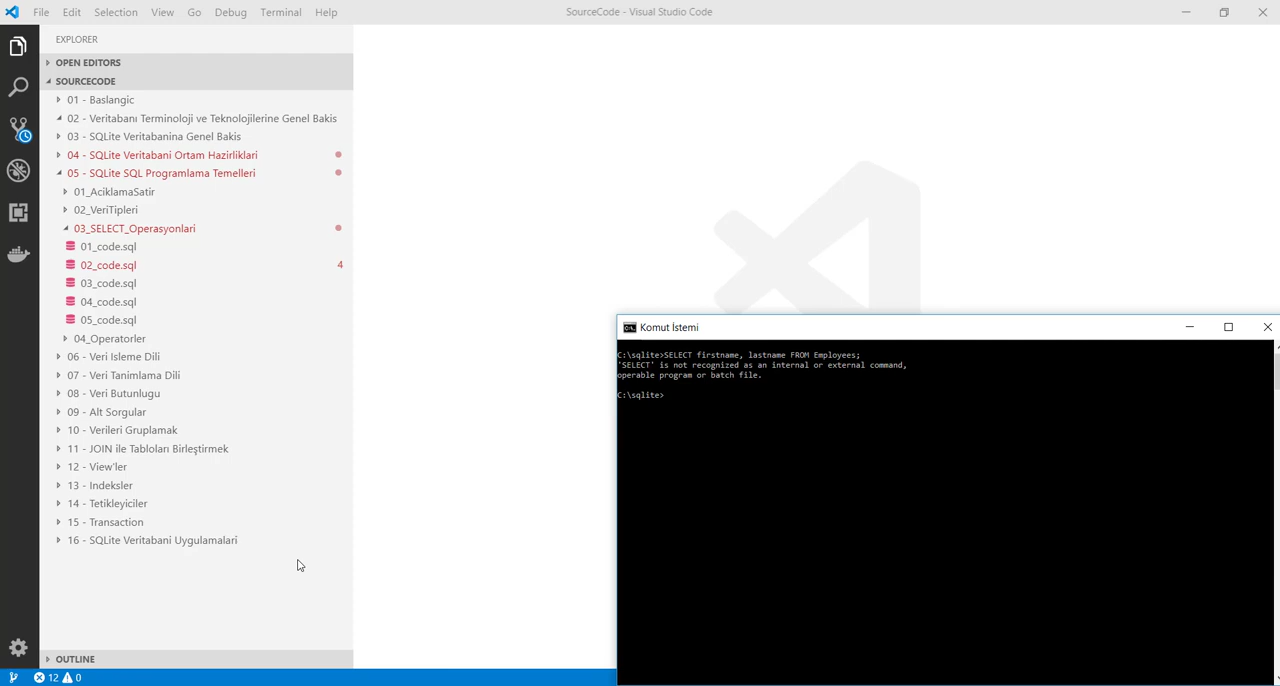 File Edit Selection View Go Debug Terminal Help
SourceCode - Visual Studio Code
EXPLORER
OPEN EDITORS
SOURCECODE
01 - Baslangic
02 - Veritabanı Terminoloji ve Teknolojilerine Genel Bakis
03 - SQLite Veritabanina Genel Bakis
04 - SQLite Veritabani Ortam Hazirliklari
05 - SQLite SQL Programlama Temelleri
01_AciklamaSatir
02_VeriTipleri
03_SELECT_Operasyonlari
01_code.sql
02_code.sql 4
03_code.sql
04_code.sql
05_code.sql
04_Operatorler
06 - Veri Isleme Dili
07 - Veri Tanimlama Dili
08 - Veri Butunlugu
09 - Alt Sorgular
10 - Verileri Gruplamak
11 - JOIN ile Tabloları Birleştirmek
12 - View'ler
13 - Indeksler
14 - Tetikleyiciler
15 - Transaction
16 - SQLite Veritabani Uygulamalari
OUTLINE
12 0
Komut İstemi
C:\sqlite>SELECT firstname, lastname FROM Employees;
'SELECT' is not recognized as an internal or external command,
operable program or batch file.
C:\sqlite>